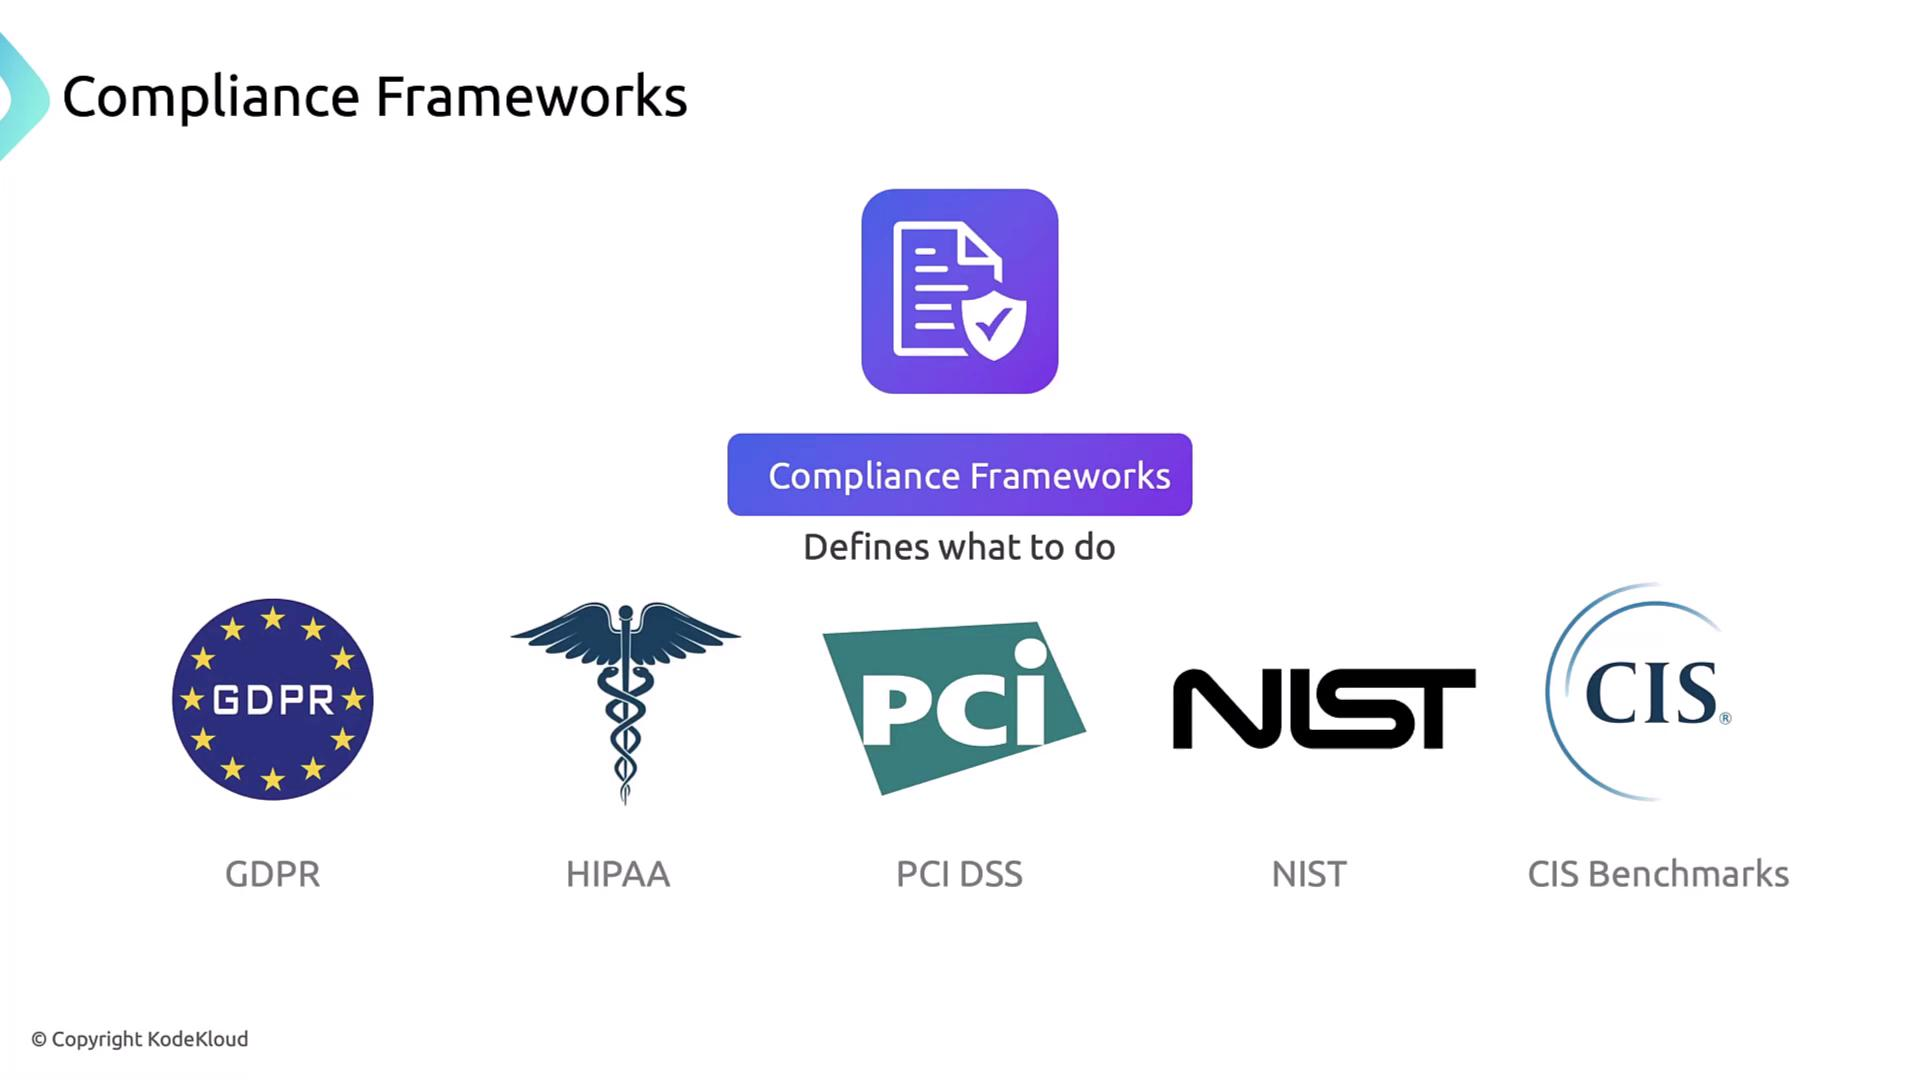 Compliance Frameworks
Compliance Frameworks
Defines what to do
GDPR
PCi
NIST
CIS®
GDPR
HIPAA
PCI DSS
NIST
CIS Benchmarks
© Copyright KodeKloud